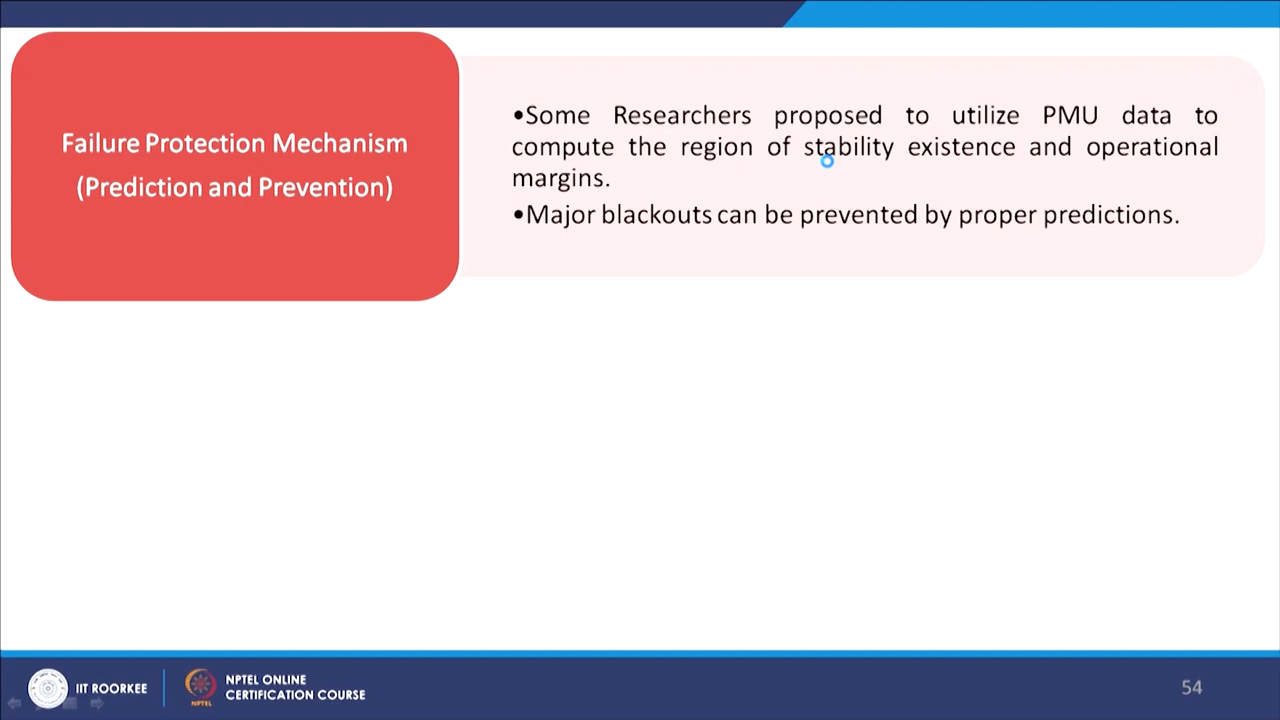 Failure Protection Mechanism
(Prediction and Prevention)
•Some Researchers proposed to utilize PMU data to
compute the region of stability existence and operational
margins.
•Major blackouts can be prevented by proper predictions.
IIT ROORKEE
NPTEL
NPTEL ONLINE
CERTIFICATION COURSE
54